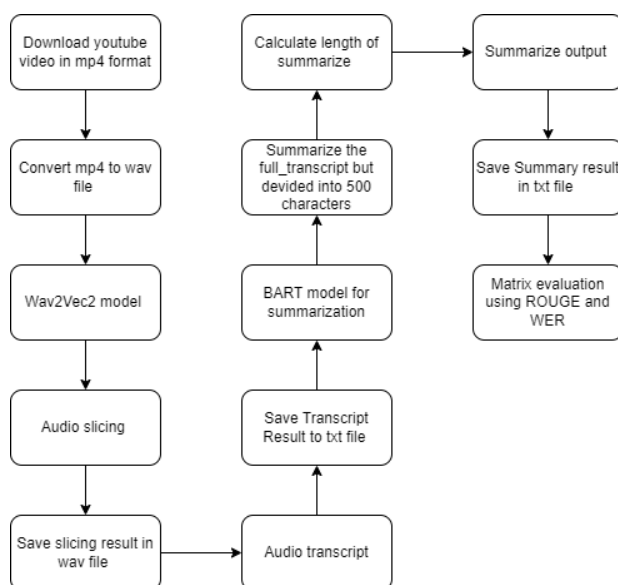 Download youtube
video in mp4 format
Convert mp4 to wav
file
Wav2Vec2 model
Audio slicing
Save slicing result in
wav file
Audio transcript
Save Transcript
Result to txt file
BART model for
summarization
Summarize the
full_transcript but
devided into 500
characters
Calculate length of
summarize
Summarize output
Save Summary result
in txt file
Matrix evaluation
using ROUGE and
WER